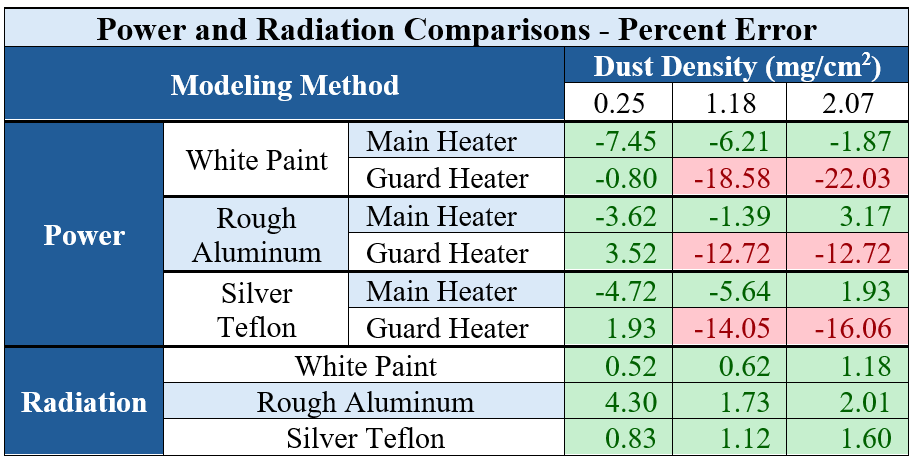 Power and Radiation Comparisons - Percent Error
Modeling Method
Dust Density (mg/cm²)
0.25 1.18 2.07
Power
White Paint
Main Heater -7.45 -6.21 -1.87
Guard Heater -0.80 -18.58 -22.03
Rough
Aluminum
Main Heater -3.62 -1.39 3.17
Guard Heater 3.52 -12.72 -12.72
Silver
Teflon
Main Heater -4.72 -5.64 1.93
Guard Heater 1.93 -14.05 -16.06
Radiation
White Paint 0.52 0.62 1.18
Rough Aluminum 4.30 1.73 2.01
Silver Teflon 0.83 1.12 1.60